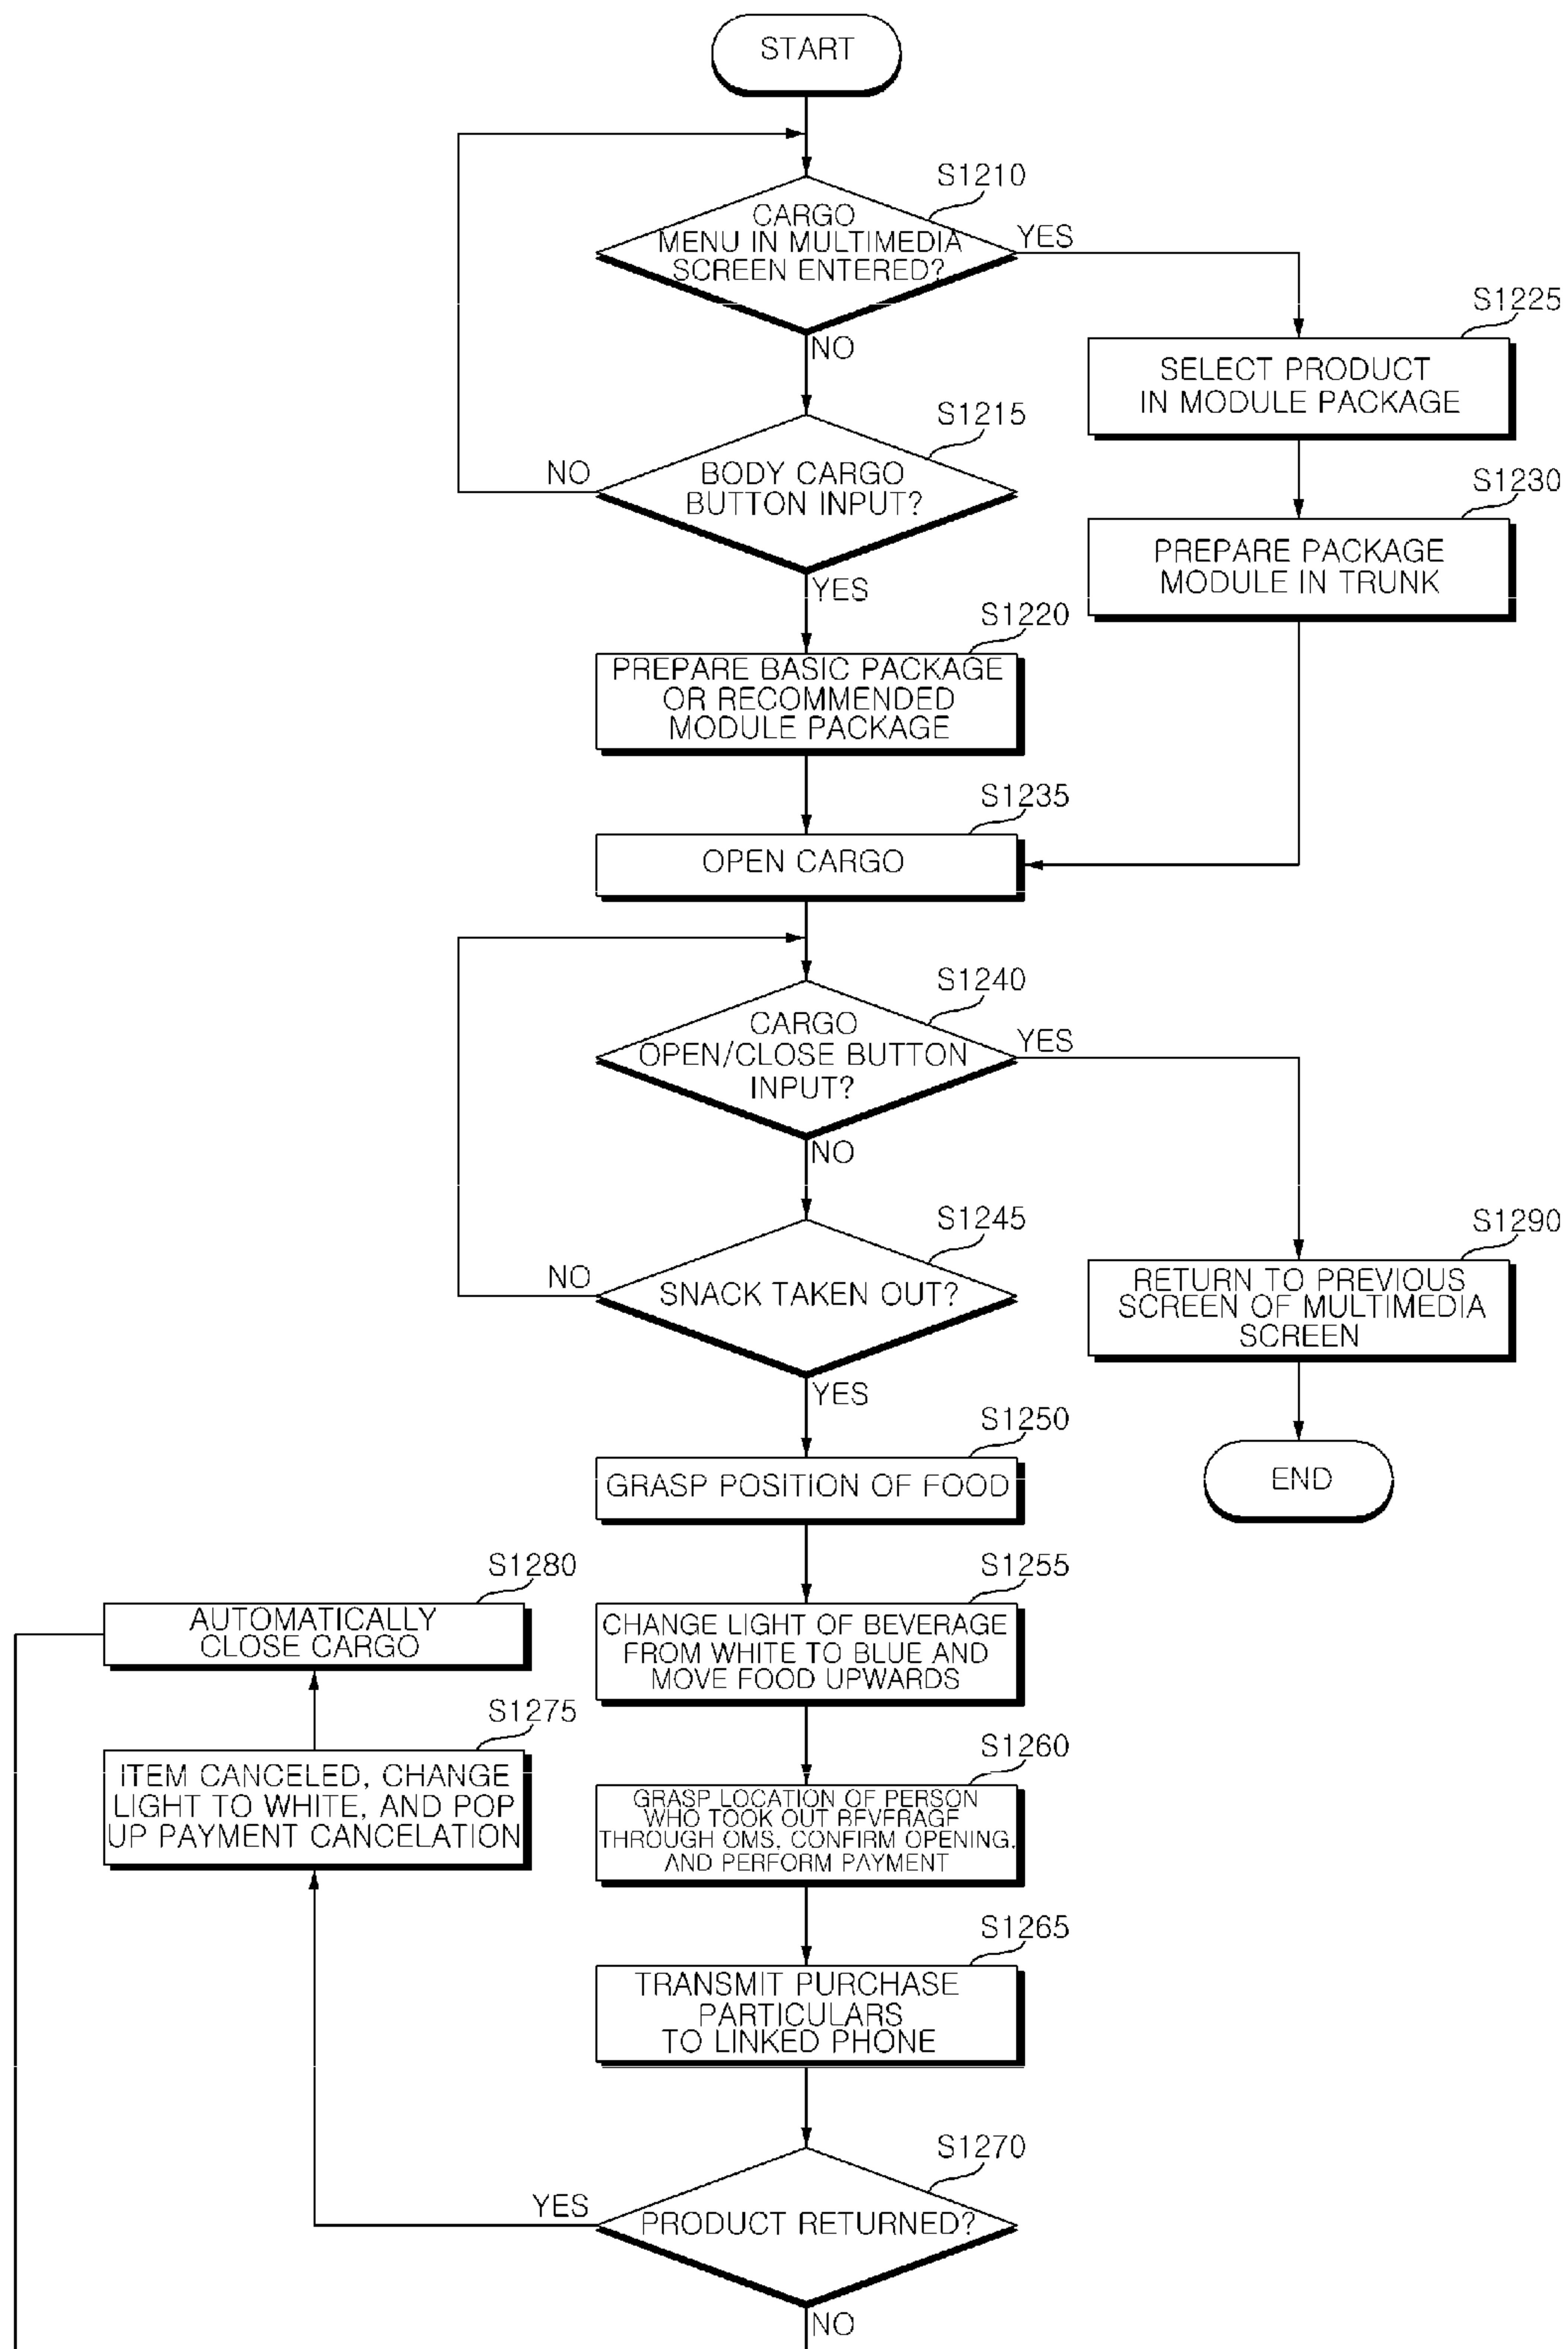 START
S1210
CARGO
MENU IN MULTIMEDIA
SCREEN ENTERED?
YES
NO
S1225
SELECT PRODUCT
IN MODULE PACKAGE
S1215
BODY CARGO
BUTTON INPUT?
NO
YES
S1230
PREPARE PACKAGE
MODULE IN TRUNK
S1220
PREPARE BASIC PACKAGE
OR RECOMMENDED
MODULE PACKAGE
S1235
OPEN CARGO
S1240
CARGO
OPEN/CLOSE BUTTON
INPUT?
YES
NO
S1245
SNACK TAKEN OUT?
NO
YES
S1290
RETURN TO PREVIOUS
SCREEN OF MULTIMEDIA
SCREEN
END
S1250
GRASP POSITION OF FOOD
S1255
CHANGE LIGHT OF BEVERAGE
FROM WHITE TO BLUE AND
MOVE FOOD UPWARDS
S1280
AUTOMATICALLY
CLOSE CARGO
S1275
ITEM CANCELED, CHANGE
LIGHT TO WHITE, AND POP
UP PAYMENT CANCELATION
S1260
GRASP LOCATION OF PERSON
WHO TOOK OUT BEVERAGE
THROUGH OMS, CONFIRM OPENING,
AND PERFORM PAYMENT
S1265
TRANSMIT PURCHASE
PARTICULARS
TO LINKED PHONE
S1270
PRODUCT RETURNED?
YES
NO